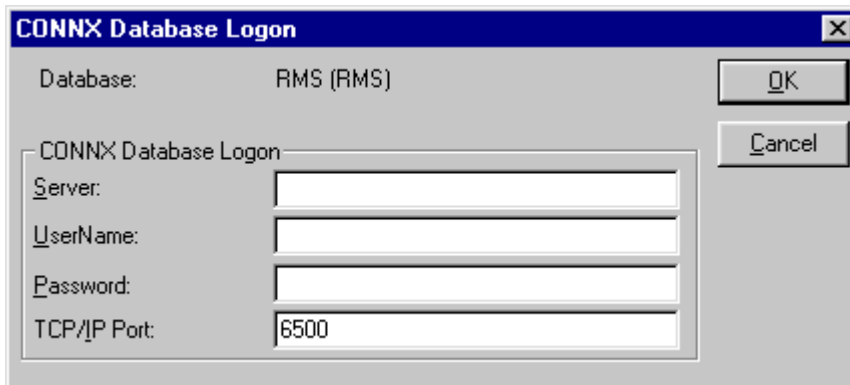 CONNX Database Logon
Database: RMS (RMS)
OK
CONNX Database Logon
Cancel
Server:
UserName:
Password:
TCP/IP Port: 6500